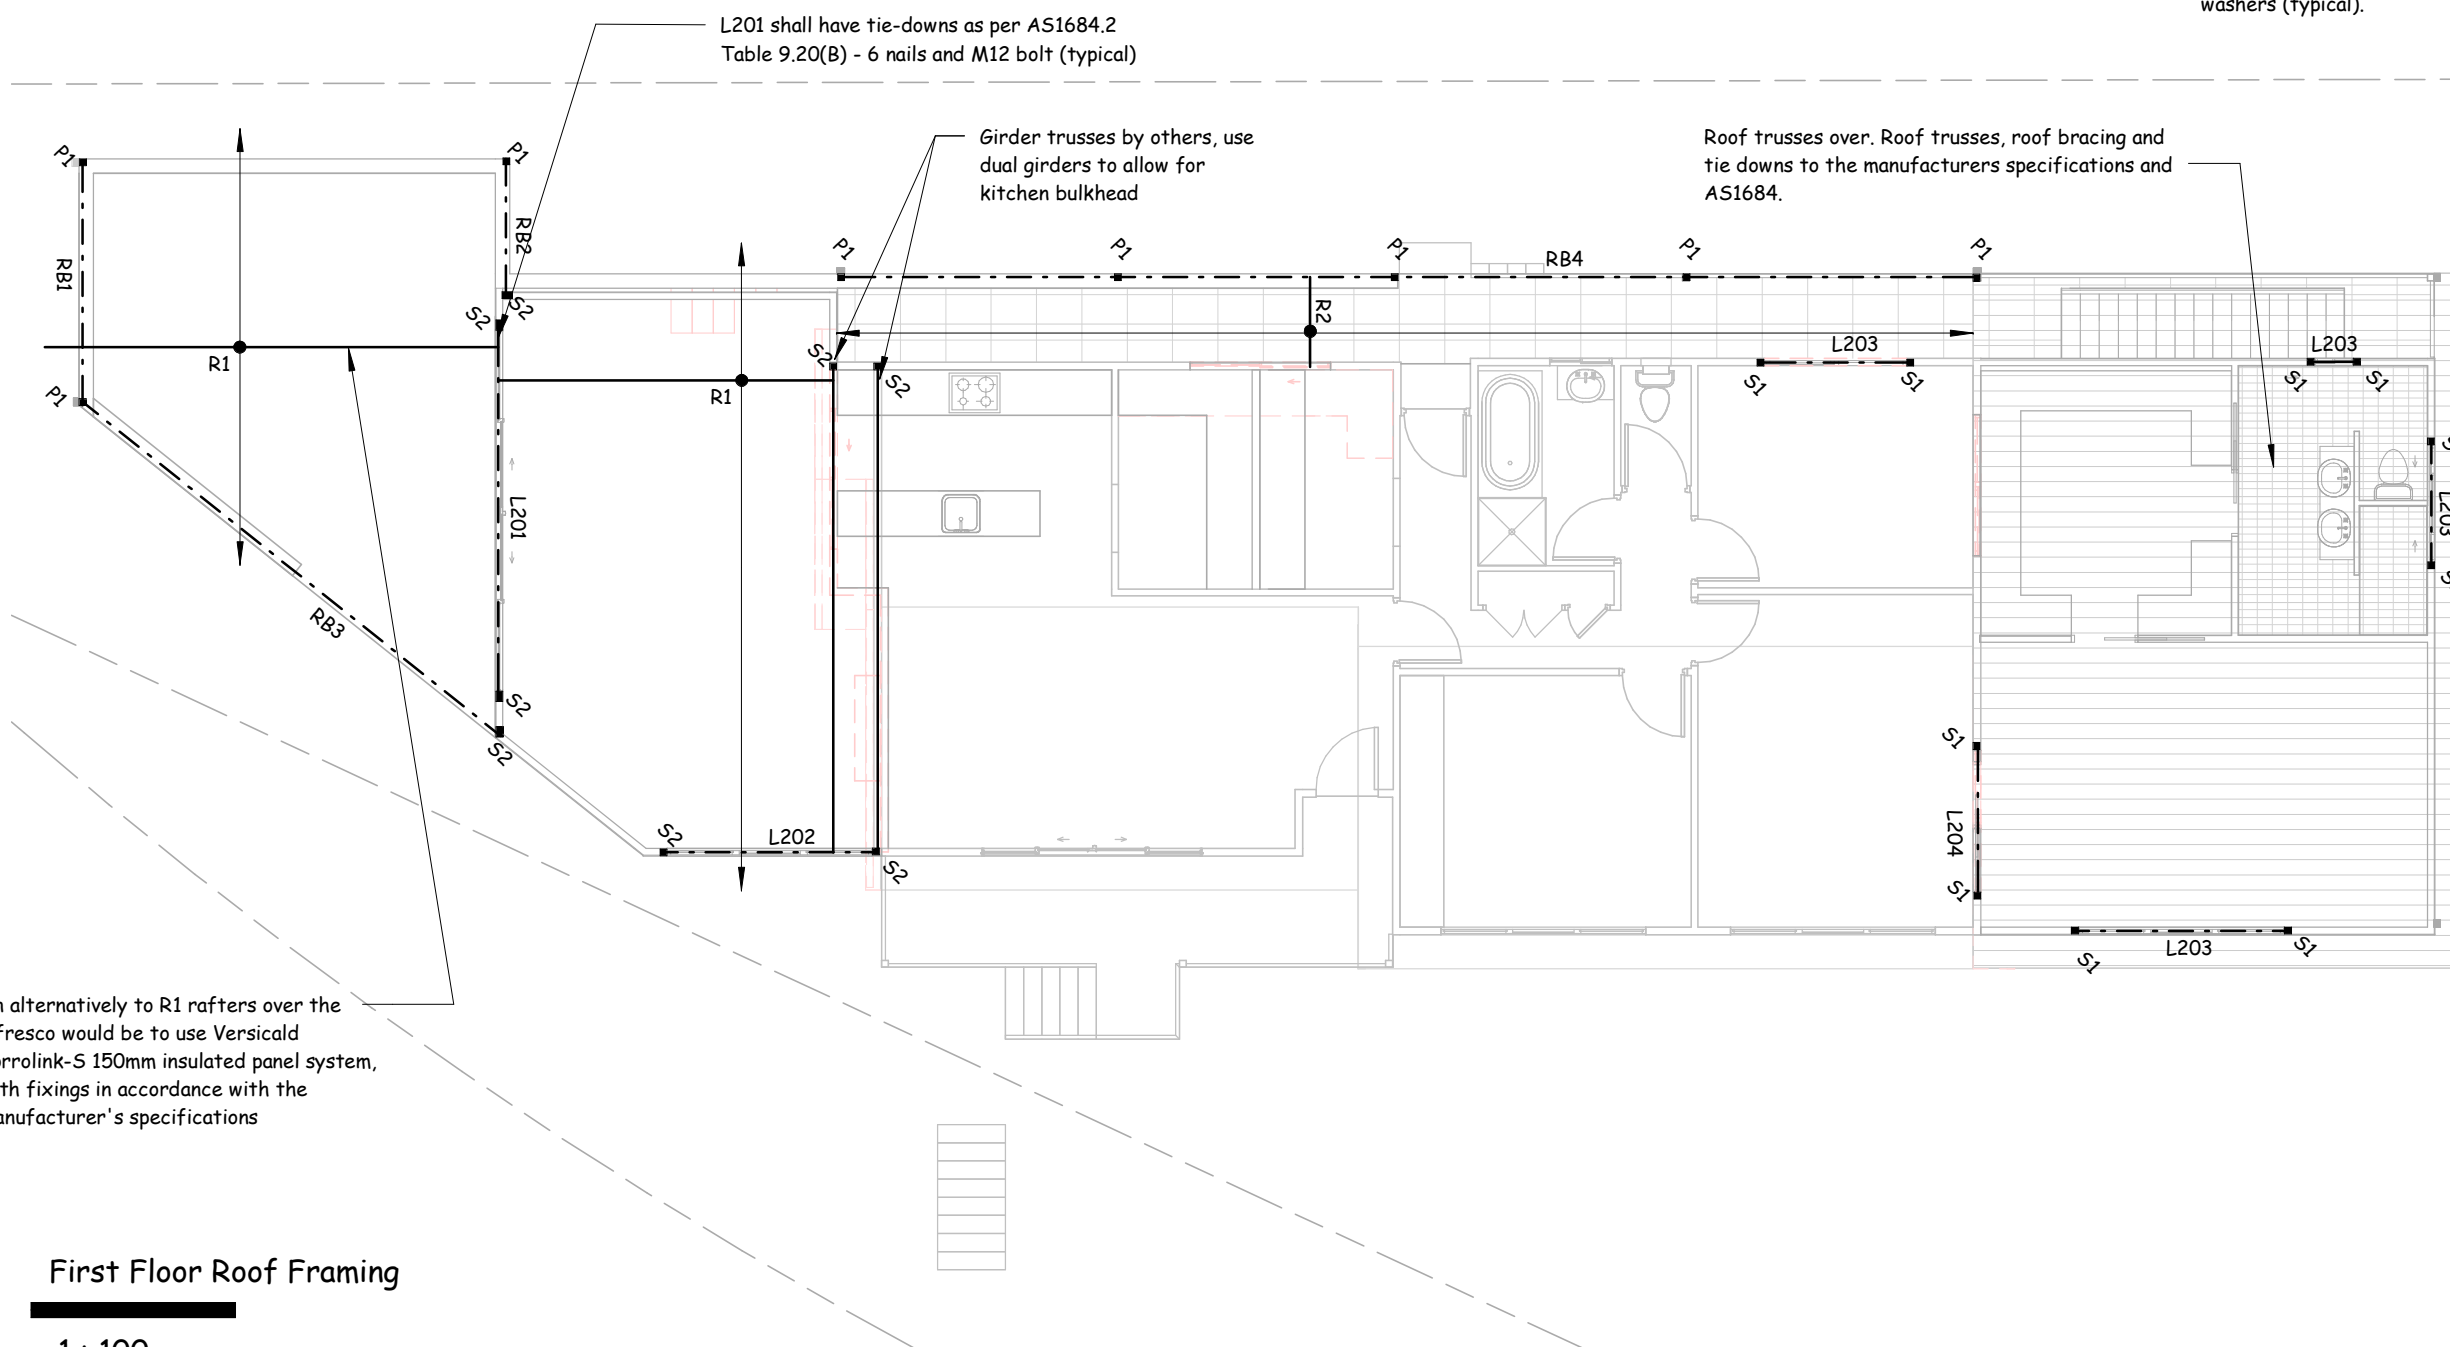 washers (typical).
L201 shall have tie-downs as per AS1684.2
Table 9.20(B) - 6 nails and M12 bolt (typical)
Girder trusses by others, use
dual girders to allow for
kitchen bulkhead
Roof trusses over. Roof trusses, roof bracing and
tie downs to the manufacturers specifications and
AS1684.
P1
P1
RB1
RB2
S2
S2
R1
P1
RB3
L201
S2
S2
R1
P1
P1
P1
P1
P1
RB4
R2
S2
S2
S2
L202
S2
L203
S1
S1
L203
S1
S1
L203
S1
L204
S1
L203
S1
S1
alternatively to R1 rafters over the
fresco would be to use Versicald
rrolink-S 150mm insulated panel system,
th fixings in accordance with the
anufacturer's specifications
First Floor Roof Framing
1 : 100